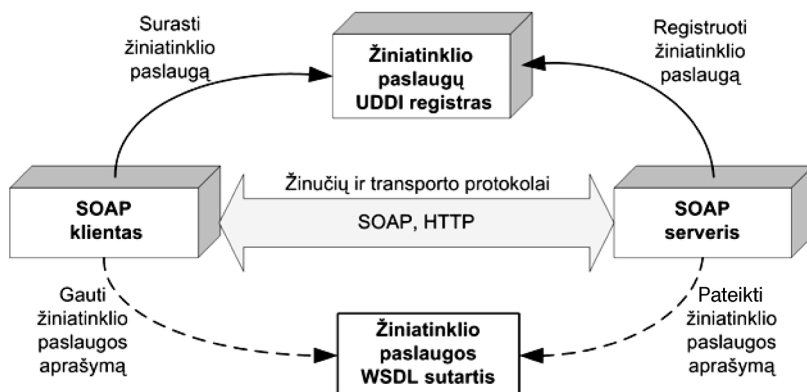 Surasti
žiniatinklio
paslaugą
Žiniatinklio
paslaugų
UDDI registras
Registruoti
žiniatinklio
paslaugą
SOAP
klientas
Žinučių ir transporto protokolai
SOAP, HTTP
SOAP
serveris
Gauti
žiniatinklio
paslaugos
aprašymą
Žiniatinklio
paslaugos
WSDL sutartis
Pateikti
žiniatinklio
paslaugos
aprašymą